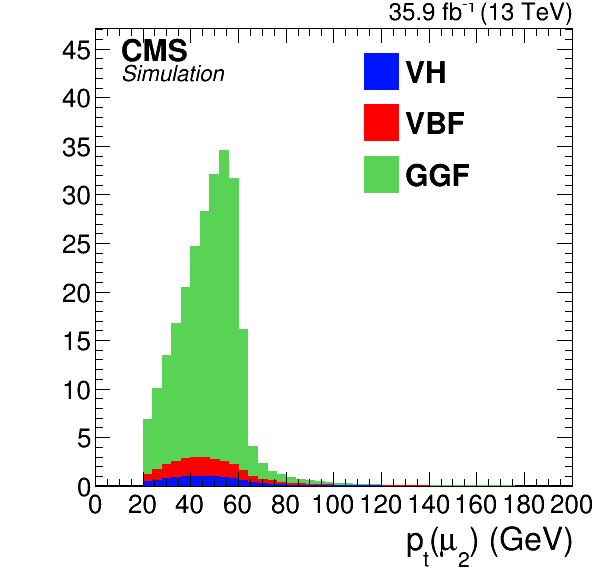 35.9 fb⁻¹ (13 TeV)
CMS
Simulation
VH
VBF
GGF
45
40
35
30
25
20
15
10
5
0
0 20 40 60 80 100 120 140 160 180 200
pₜ(μ₂) (GeV)